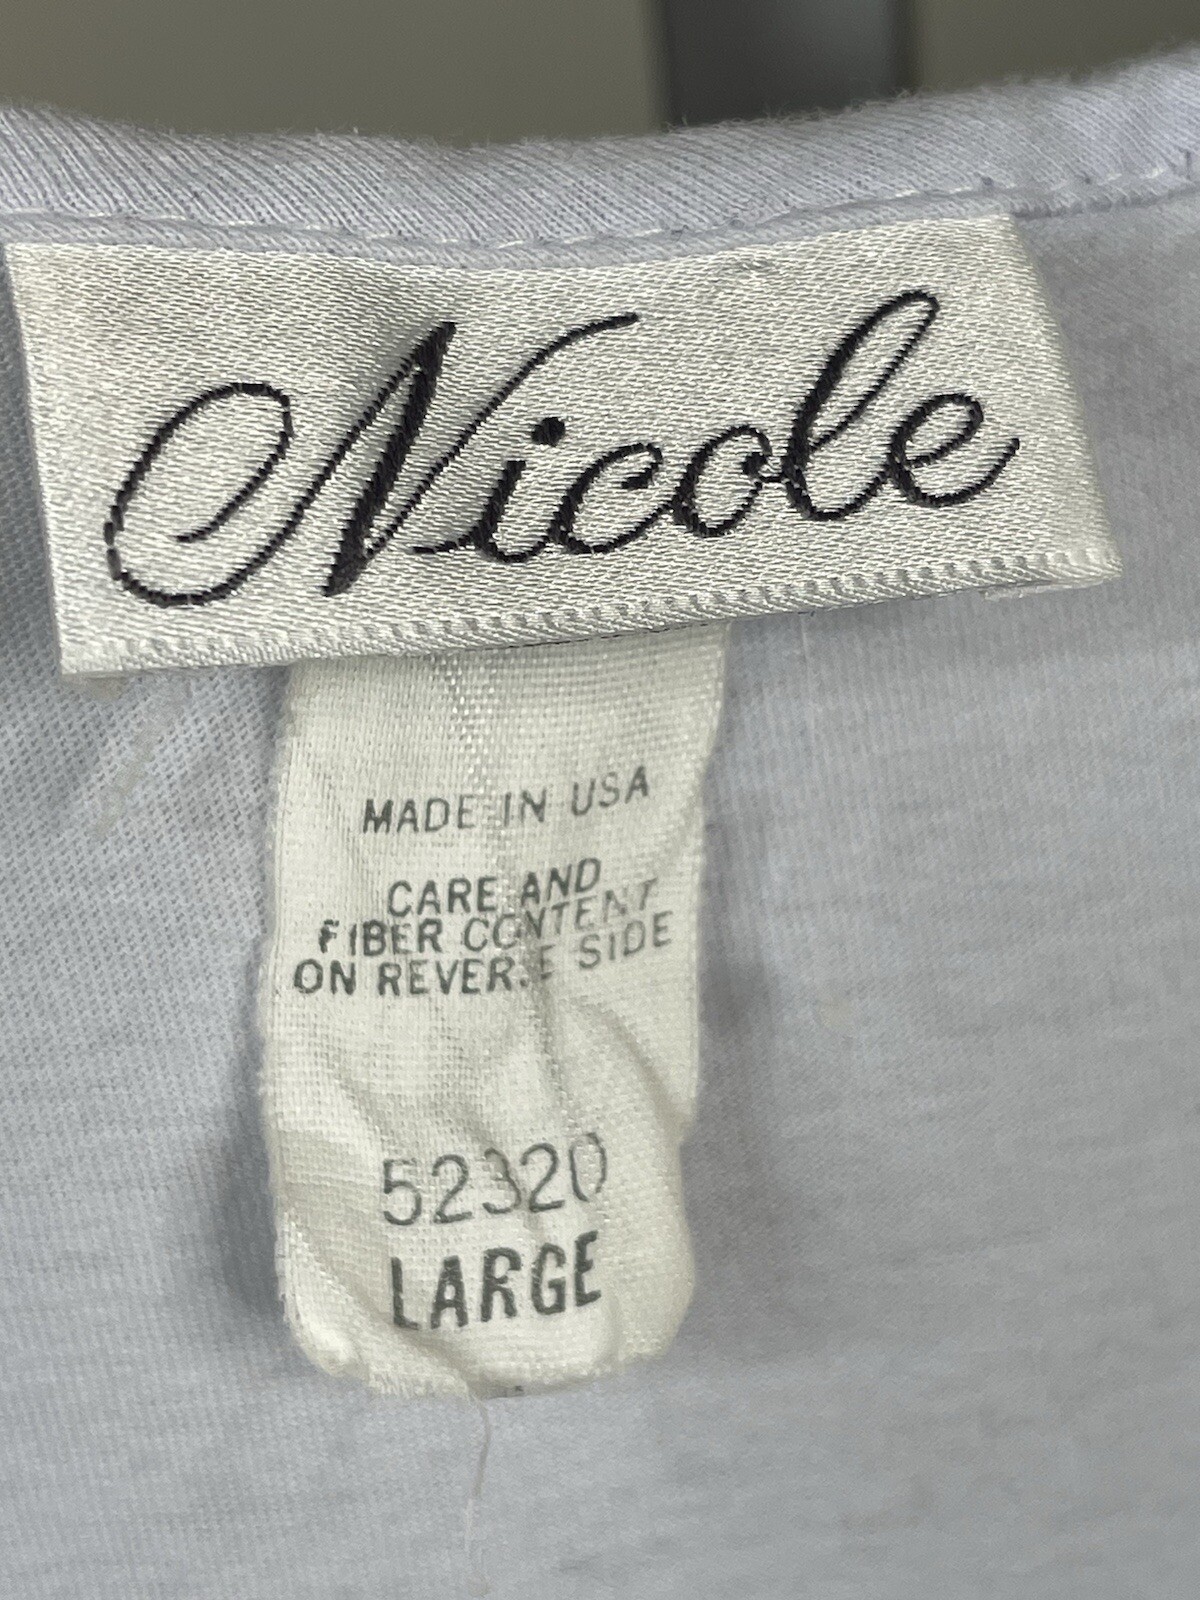 Nicole
MADE IN USA
CARE AND
FIBER CONTENT
ON REVERSE SIDE
52320
LARGE